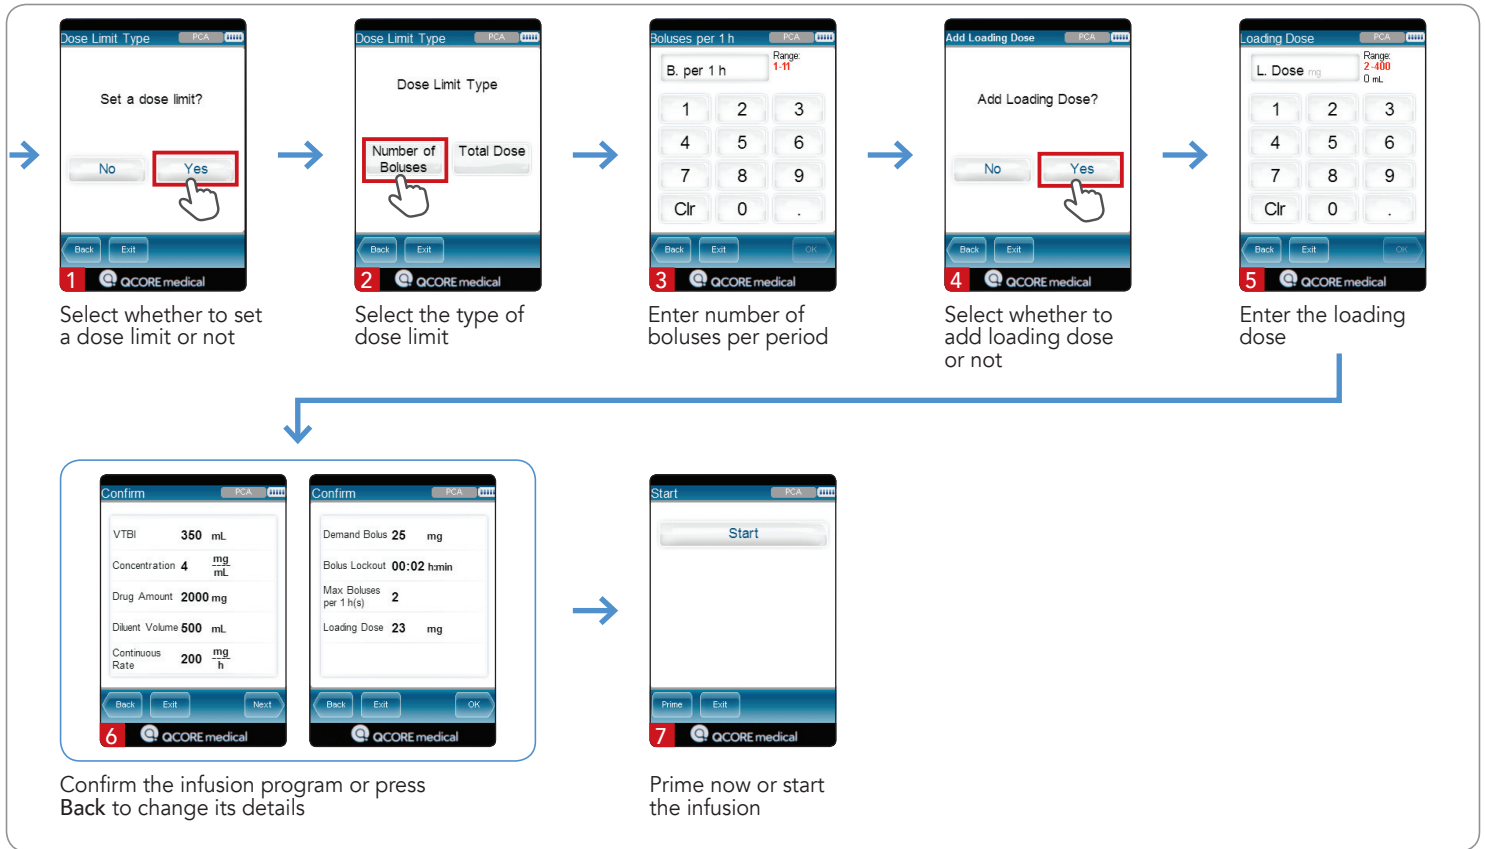 Dose Limit Type PCA
Set a dose limit?
No Yes
Back Exit
1 QCORE medical
Select whether to set
a dose limit or not
Dose Limit Type PCA
Dose Limit Type
Number of
Boluses
Total Dose
Back Exit
2 QCORE medical
Select the type of
dose limit
Boluses per 1 h PCA
B. per 1 h
Range:
1-11
1 2 3
4 5 6
7 8 9
Clr 0 .
Back Exit OK
3 QCORE medical
Enter number of
boluses per period
Add Loading Dose PCA
Add Loading Dose?
No Yes
Back Exit
4 QCORE medical
Select whether to
add loading dose
or not
Loading Dose PCA
L. Dose mg
Range:
2-400
0 mL
1 2 3
4 5 6
7 8 9
Clr 0 .
Back Exit OK
5 QCORE medical
Enter the loading
dose
Confirm PCA
VTBI 350 mL
Concentration 4 mg
mL
Drug Amount 2000 mg
Diluent Volume 500 mL
Continuous
Rate 200 mg
h
Back Exit Next
6 QCORE medical
Confirm PCA
Demand Bolus 25 mg
Bolus Lockout 00:02 h:min
Max Boluses
per 1 h(s) 2
Loading Dose 23 mg
Back Exit OK
QCORE medical
Confirm the infusion program or press
Back to change its details
Start PCA
Start
Prime Exit
7 QCORE medical
Prime now or start
the infusion